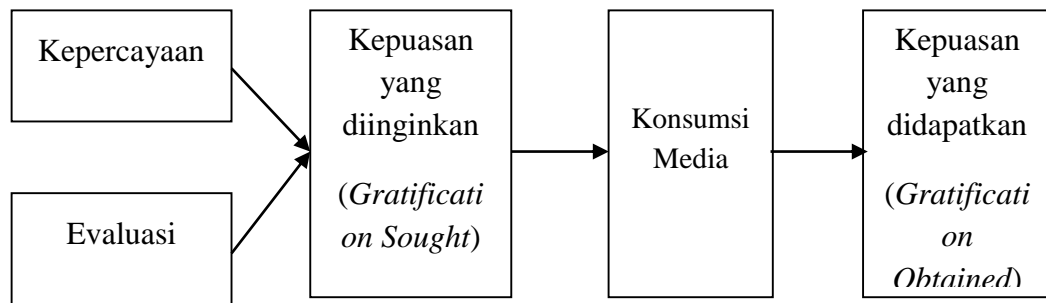 Kepercayaan
Evaluasi
Kepuasan
yang
diinginkan
(Gratificati
on Sought)
Konsumsi
Media
Kepuasan
yang
didapatkan
(Gratificati
on
Obtained)